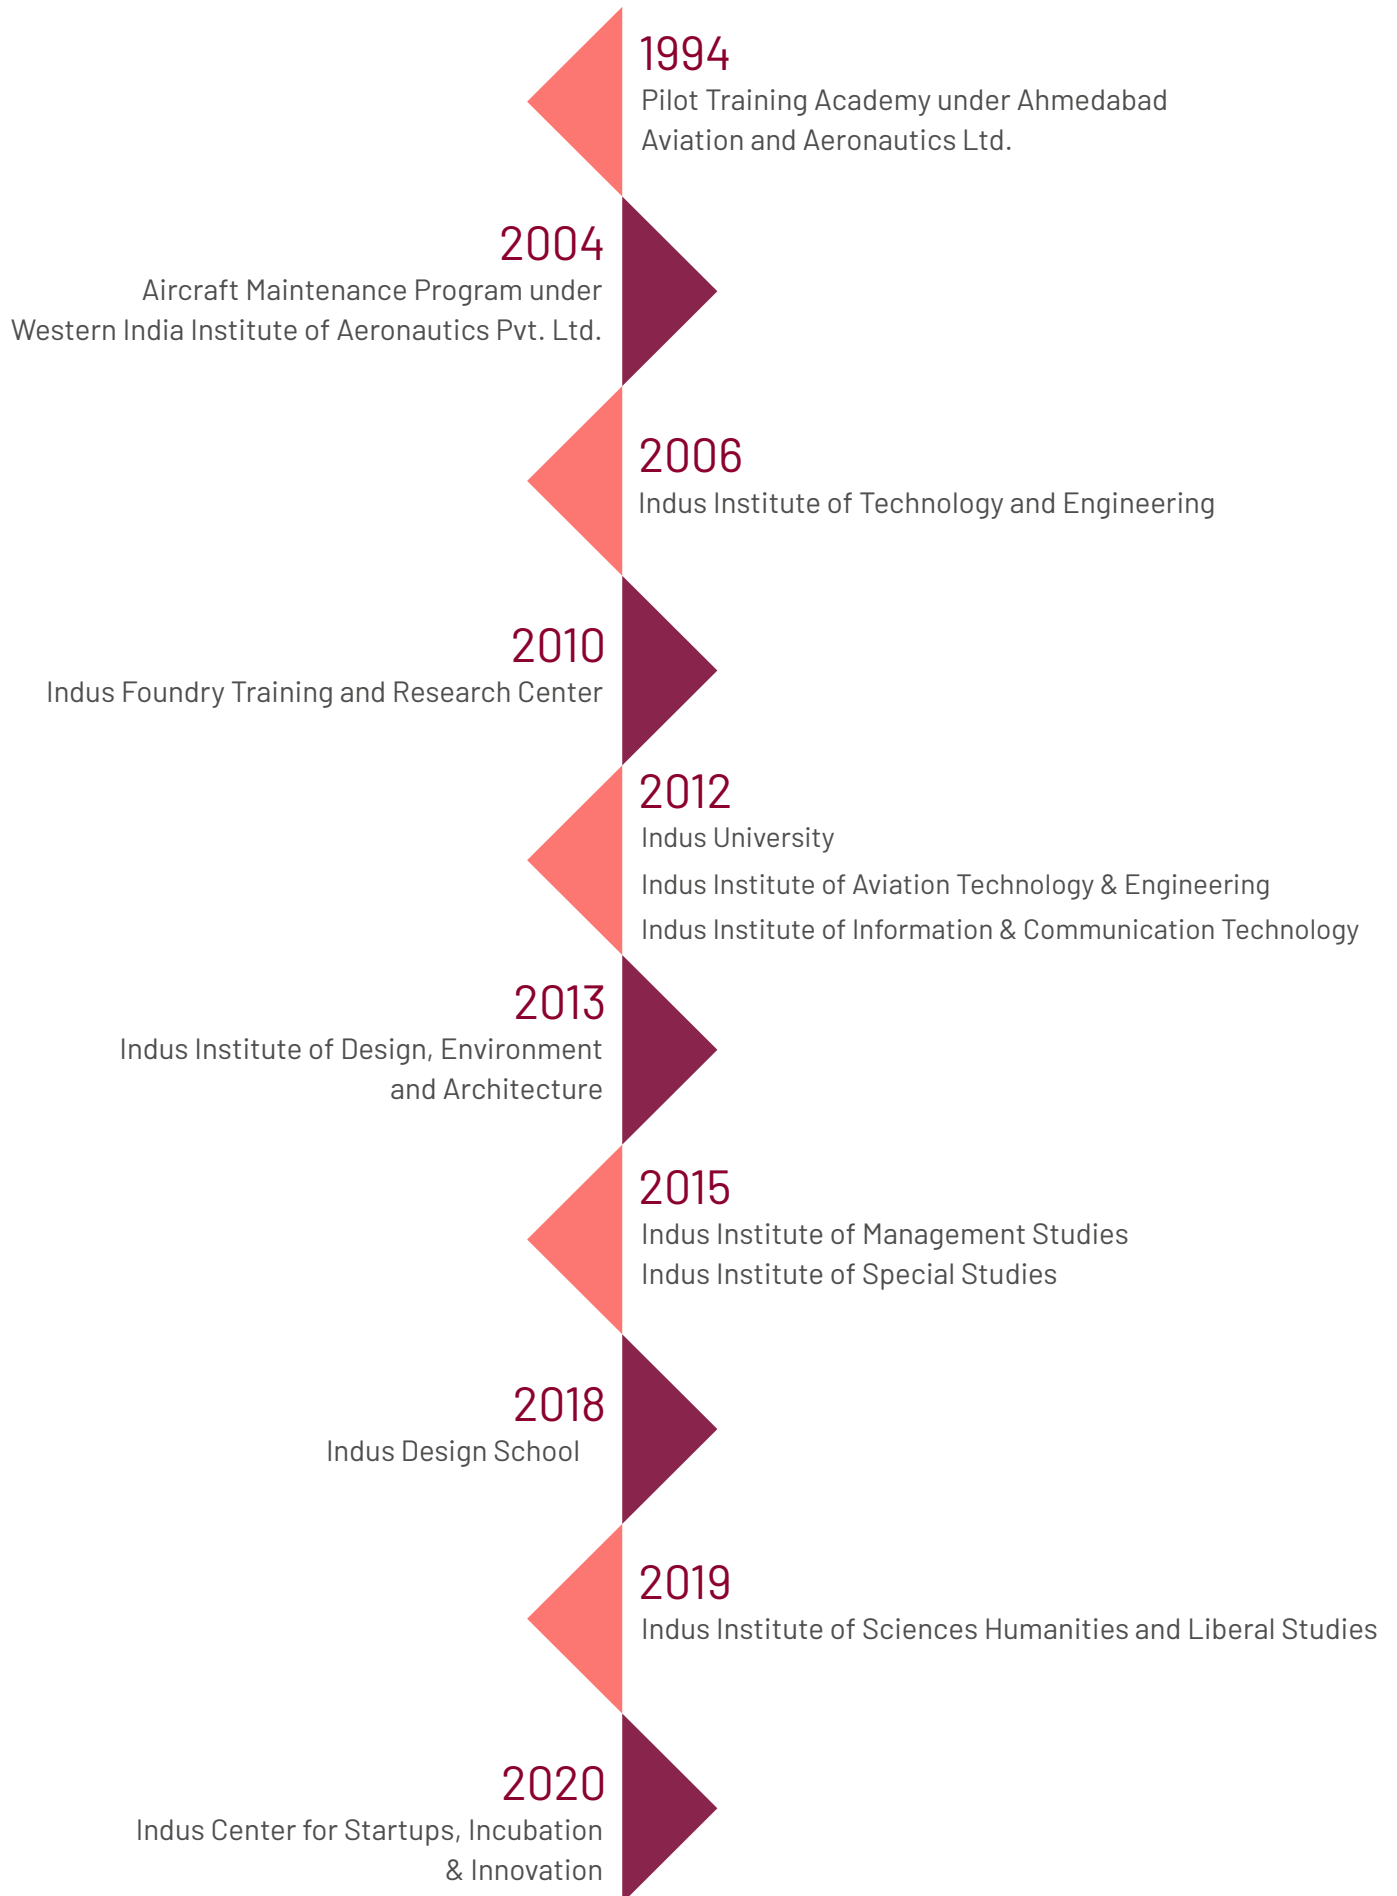 1994
Pilot Training Academy under Ahmedabad
Aviation and Aeronautics Ltd.
2004
Aircraft Maintenance Program under
Western India Institute of Aeronautics Pvt. Ltd.
2006
Indus Institute of Technology and Engineering
2010
Indus Foundry Training and Research Center
2012
Indus University
Indus Institute of Aviation Technology & Engineering
Indus Institute of Information & Communication Technology
2013
Indus Institute of Design, Environment
and Architecture
2015
Indus Institute of Management Studies
Indus Institute of Special Studies
2018
Indus Design School
2019
Indus Institute of Sciences Humanities and Liberal Studies
2020
Indus Center for Startups, Incubation
& Innovation